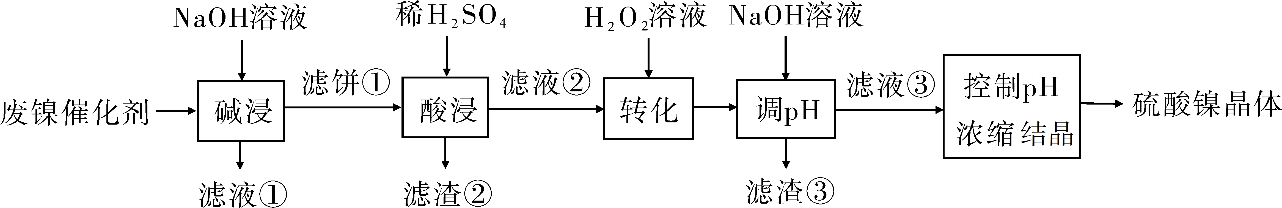 NaOH溶液 稀H₂SO₄ H₂O₂溶液 NaOH溶液
废镍催化剂 碱浸 滤饼① 酸浸 滤液② 转化 调pH 滤液③ 控制pH 浓缩结晶 硫酸镍晶体
滤液① 滤渣② 滤渣③